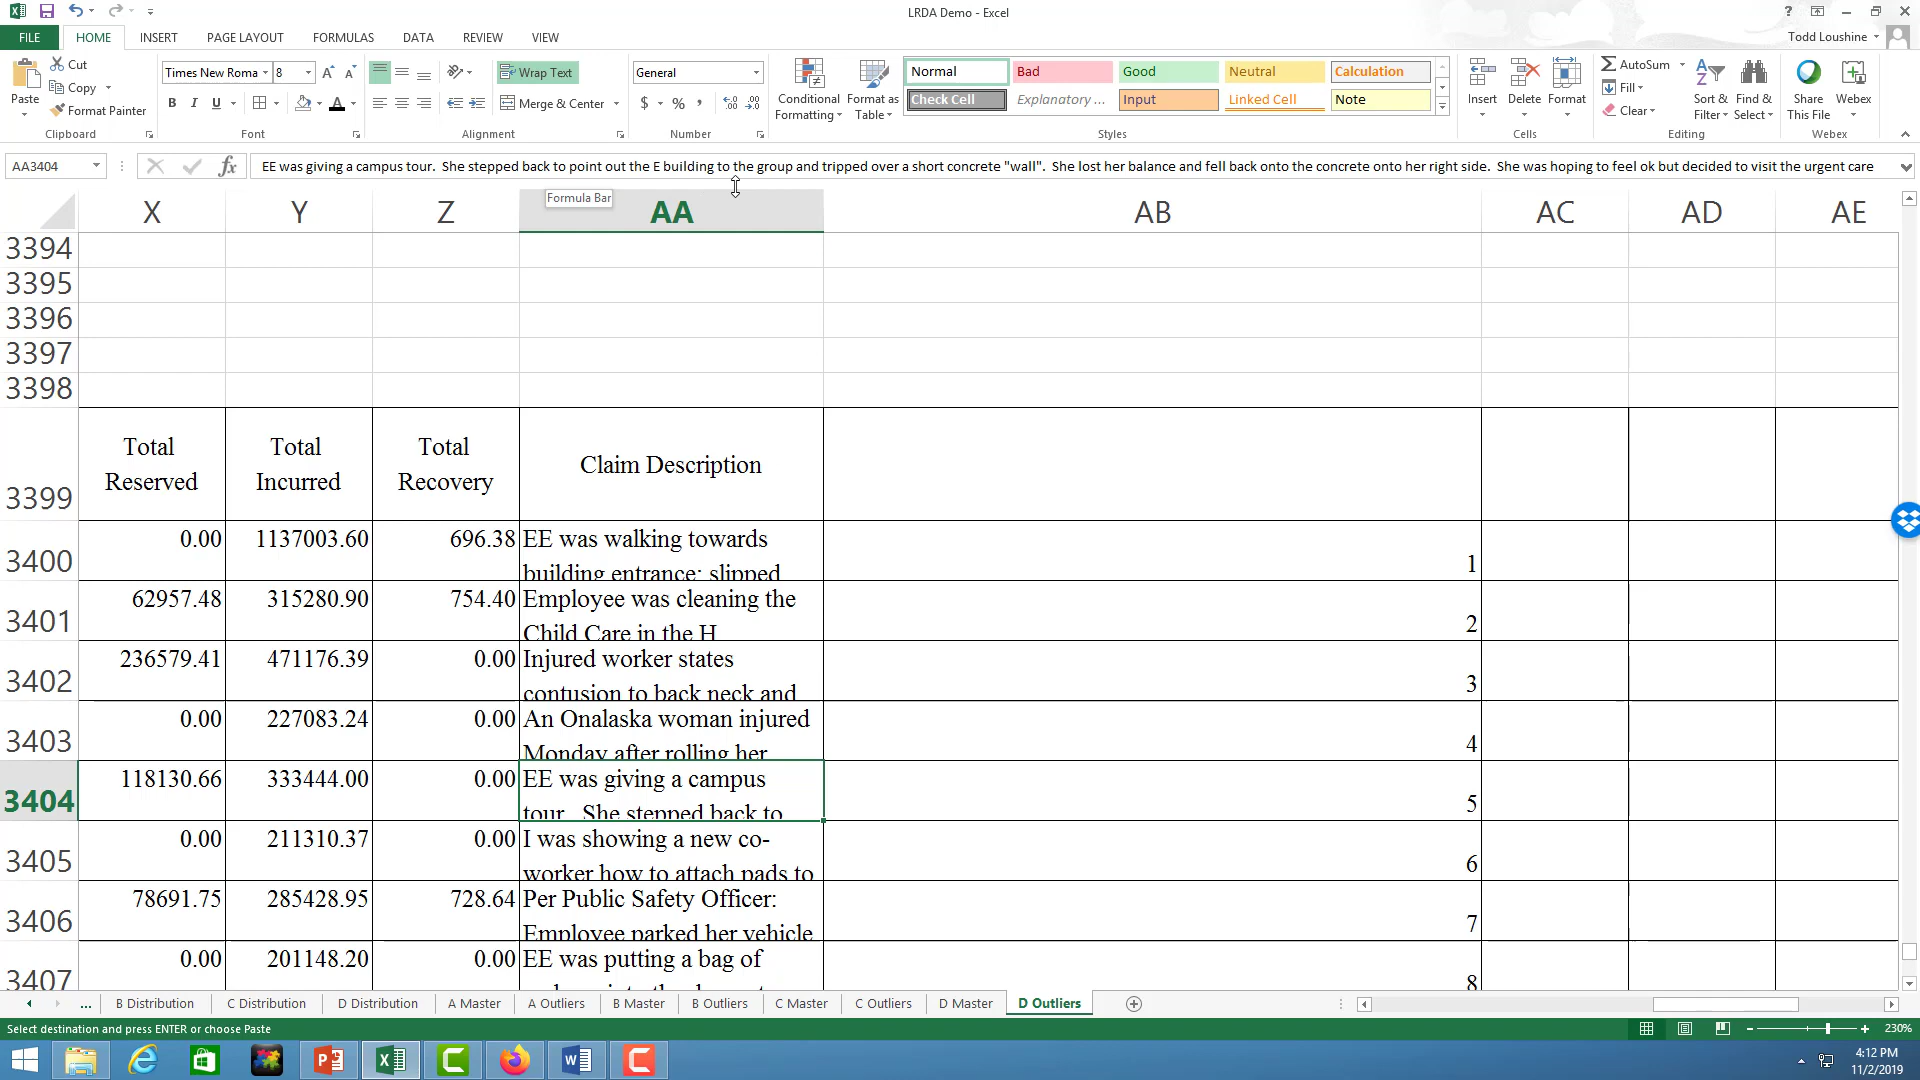 LRDA Demo - Excel
FILE HOME INSERT PAGE LAYOUT FORMULAS DATA REVIEW VIEW
Todd Loushine
Paste
Cut
Copy
Format Painter
Clipboard
Times New Roma 8
B I U
Font
Wrap Text
Merge & Center
Alignment
General
$ % ,
Number
Conditional Formatting
Format as Table
Normal Bad Good Neutral Calculation
Check Cell Explanatory ... Input Linked Cell Note
Styles
Insert Delete Format
Cells
AutoSum
Fill
Clear
Sort & Filter
Find & Select
Editing
Share This File
Webex
Webex
AA3404
fx
EE was giving a campus tour.  She stepped back to point out the E building to the group and tripped over a short concrete "wall".  She lost her balance and fell back onto the concrete onto her right side.  She was hoping to feel ok but decided to visit the urgent care
Formula Bar
X Y Z AA AB AC AD AE
3394
3395
3396
3397
3398
3399 Total Reserved Total Incurred Total Recovery Claim Description
3400 0.00 1137003.60 696.38 EE was walking towards building entrance; slipped 1
3401 62957.48 315280.90 754.40 Employee was cleaning the Child Care in the H 2
3402 236579.41 471176.39 0.00 Injured worker states contusion to back neck and 3
3403 0.00 227083.24 0.00 An Onalaska woman injured Monday after rolling her 4
3404 118130.66 333444.00 0.00 EE was giving a campus tour.  She stepped back to 5
3405 0.00 211310.37 0.00 I was showing a new co-worker how to attach pads to 6
3406 78691.75 285428.95 728.64 Per Public Safety Officer: Employee parked her vehicle 7
3407 0.00 201148.20 0.00 EE was putting a bag of 8
... B Distribution C Distribution D Distribution A Master A Outliers B Master B Outliers C Master C Outliers D Master D Outliers
Select destination and press ENTER or choose Paste
230%
4:12 PM
11/2/2019